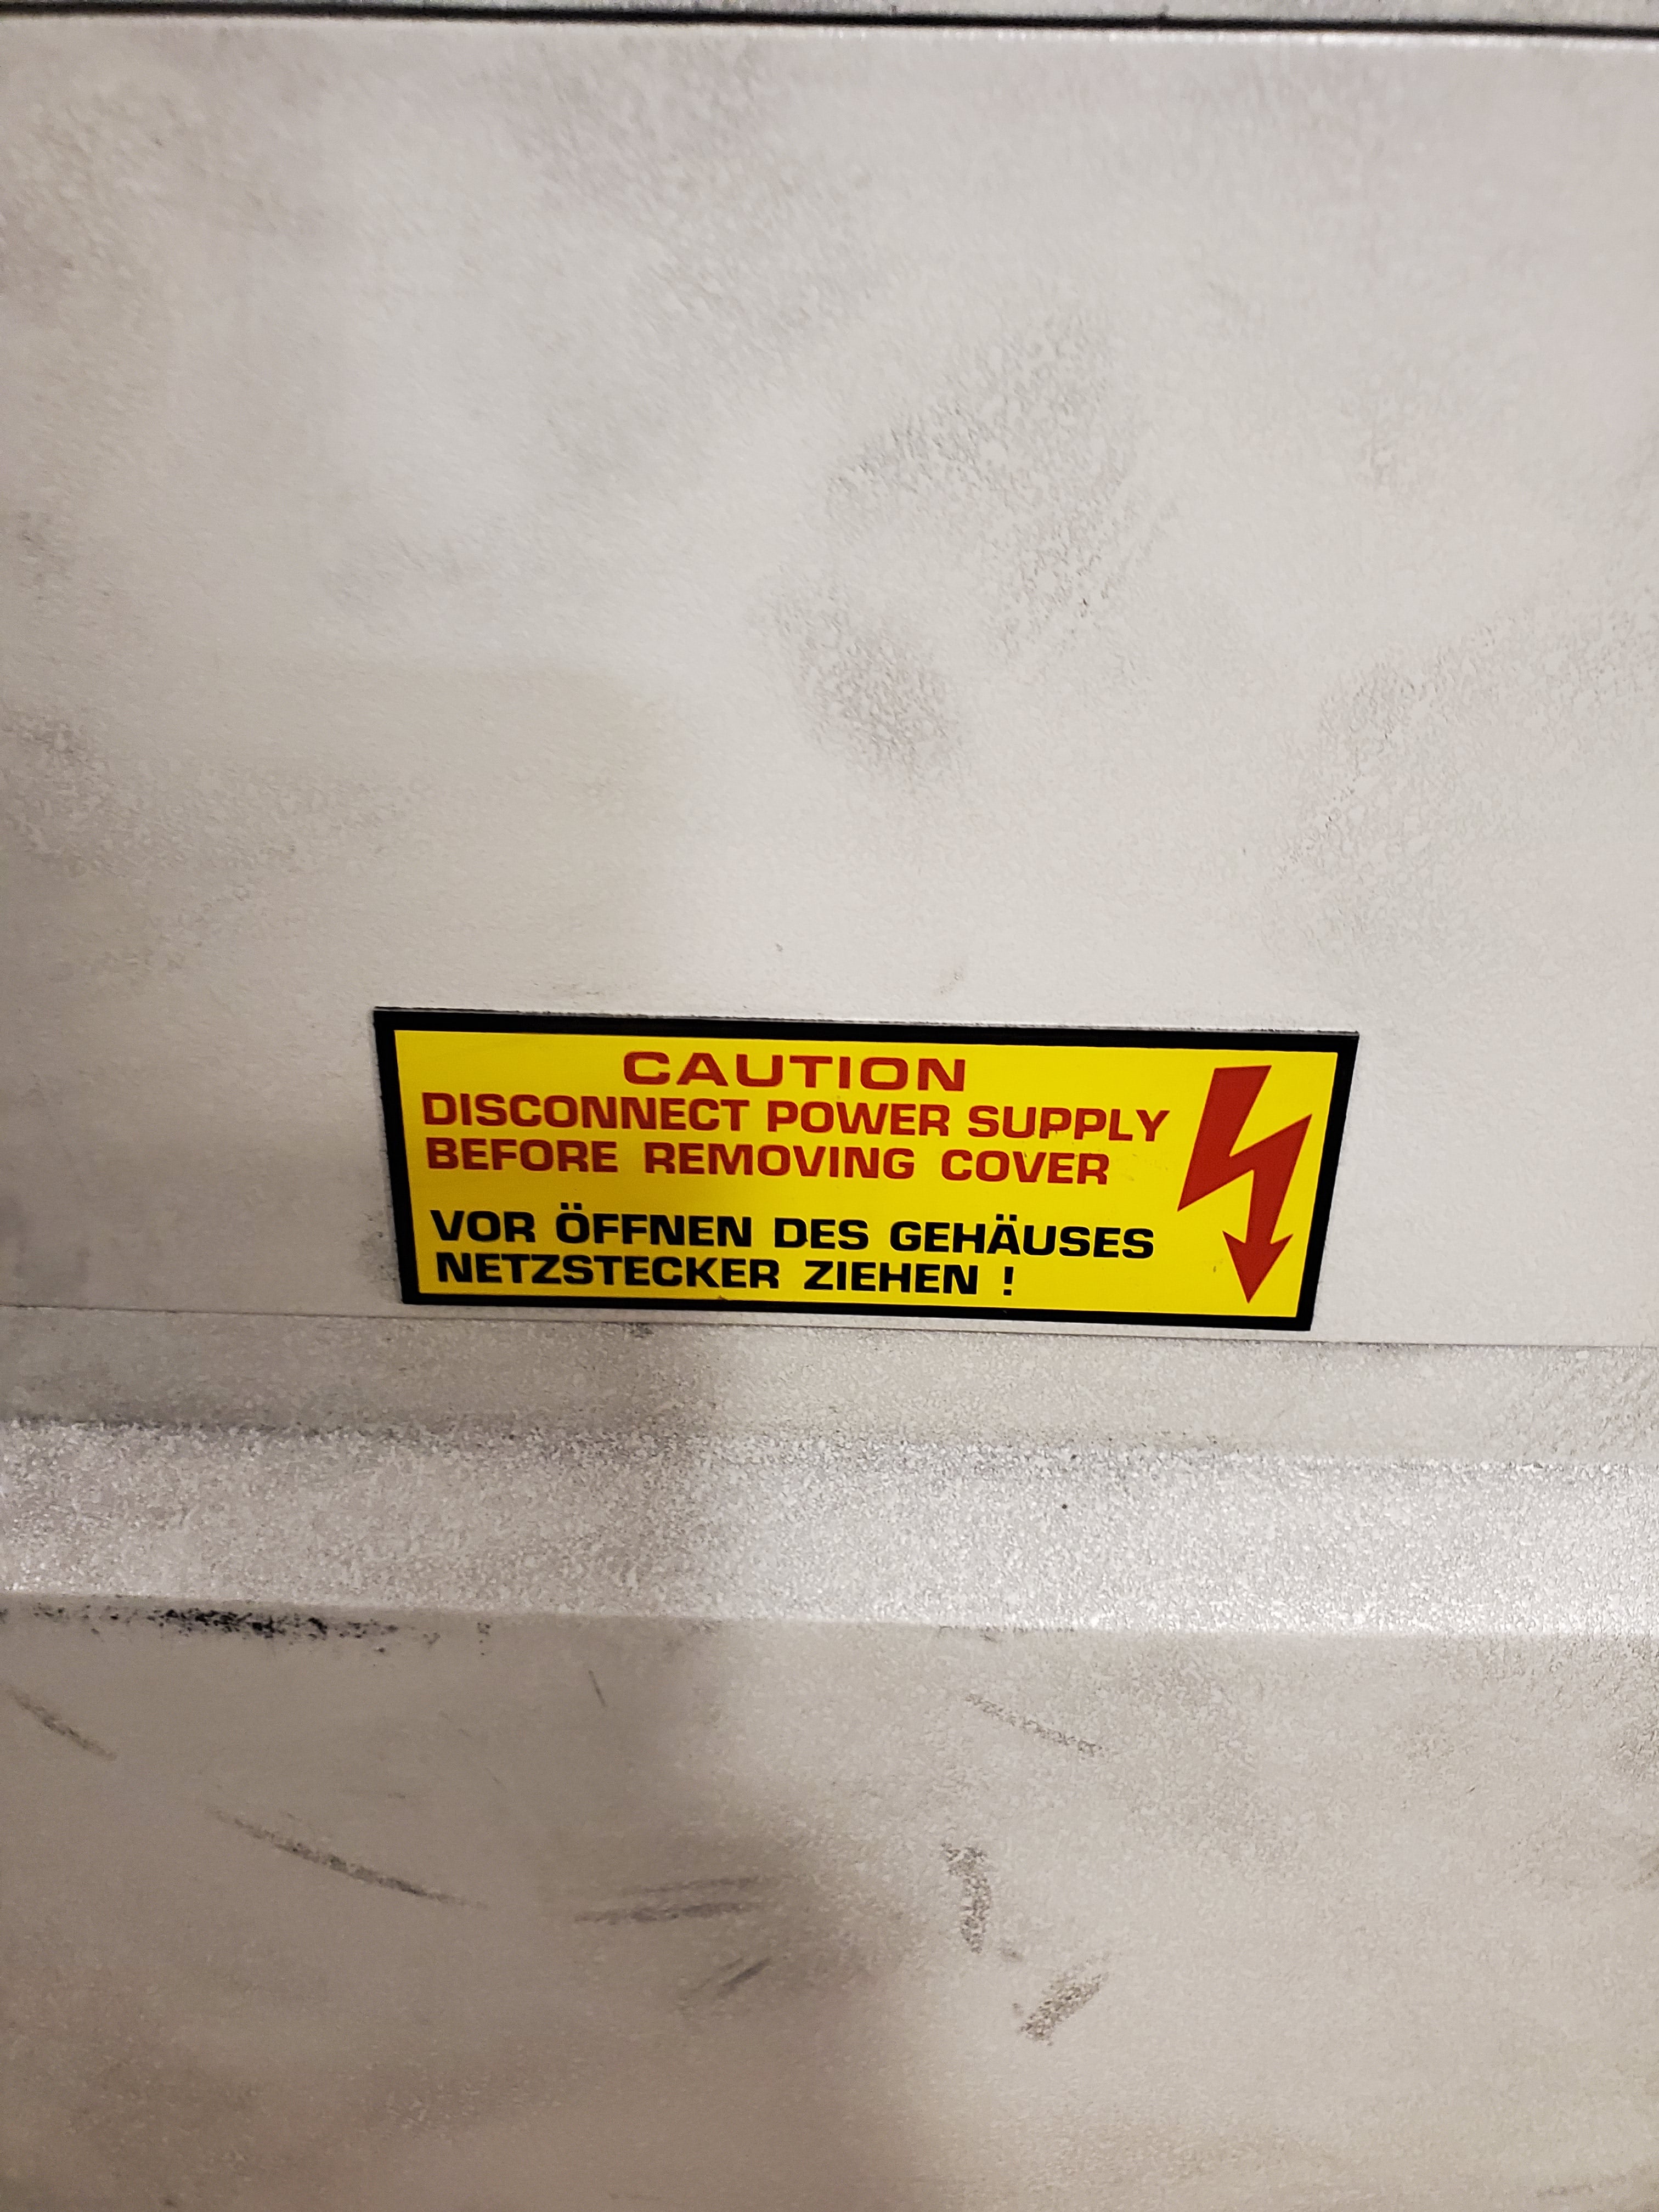 CAUTION
DISCONNECT POWER SUPPLY
BEFORE REMOVING COVER
VOR ÖFFNEN DES GEHÄUSES
NETZSTECKER ZIEHEN !